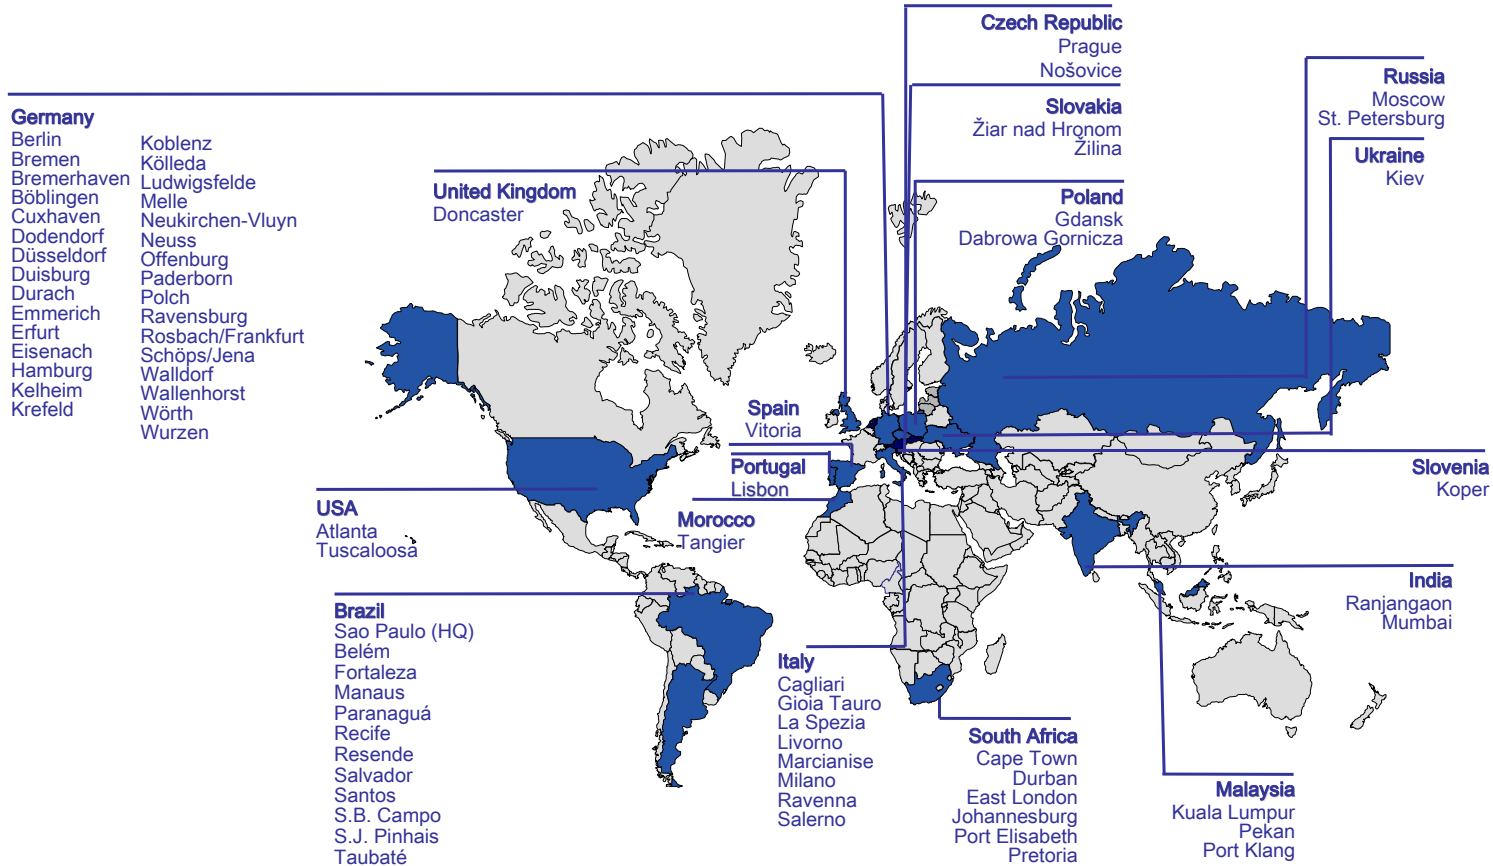 Czech Republic
Prague
Nošovice
Russia
Moscow
St. Petersburg
Slovakia
Žiar nad Hronom
Žilina
Ukraine
Kiev
Germany
Berlin
Bremen
Bremerhaven
Böblingen
Cuxhaven
Dodendorf
Düsseldorf
Duisburg
Durach
Emmerich
Erfurt
Eisenach
Hamburg
Kelheim
Krefeld
Koblenz
Kölleda
Ludwigsfelde
Melle
Neukirchen-Vluyn
Neuss
Offenburg
Paderborn
Polch
Ravensburg
Rosbach/Frankfurt
Schöps/Jena
Walldorf
Wallenhorst
Wörth
Wurzen
United Kingdom
Doncaster
Poland
Gdansk
Dabrowa Gornicza
Spain
Vitoria
Portugal
Lisbon
Slovenia
Koper
USA
Atlanta
Tuscaloosa
Morocco
Tangier
India
Ranjangaon
Mumbai
Brazil
Sao Paulo (HQ)
Belém
Fortaleza
Manaus
Paranaguá
Recife
Resende
Salvador
Santos
S.B. Campo
S.J. Pinhais
Taubaté
Italy
Cagliari
Gioia Tauro
La Spezia
Livorno
Marcianise
Milano
Ravenna
Salerno
South Africa
Cape Town
Durban
East London
Johannesburg
Port Elisabeth
Pretoria
Malaysia
Kuala Lumpur
Pekan
Port Klang